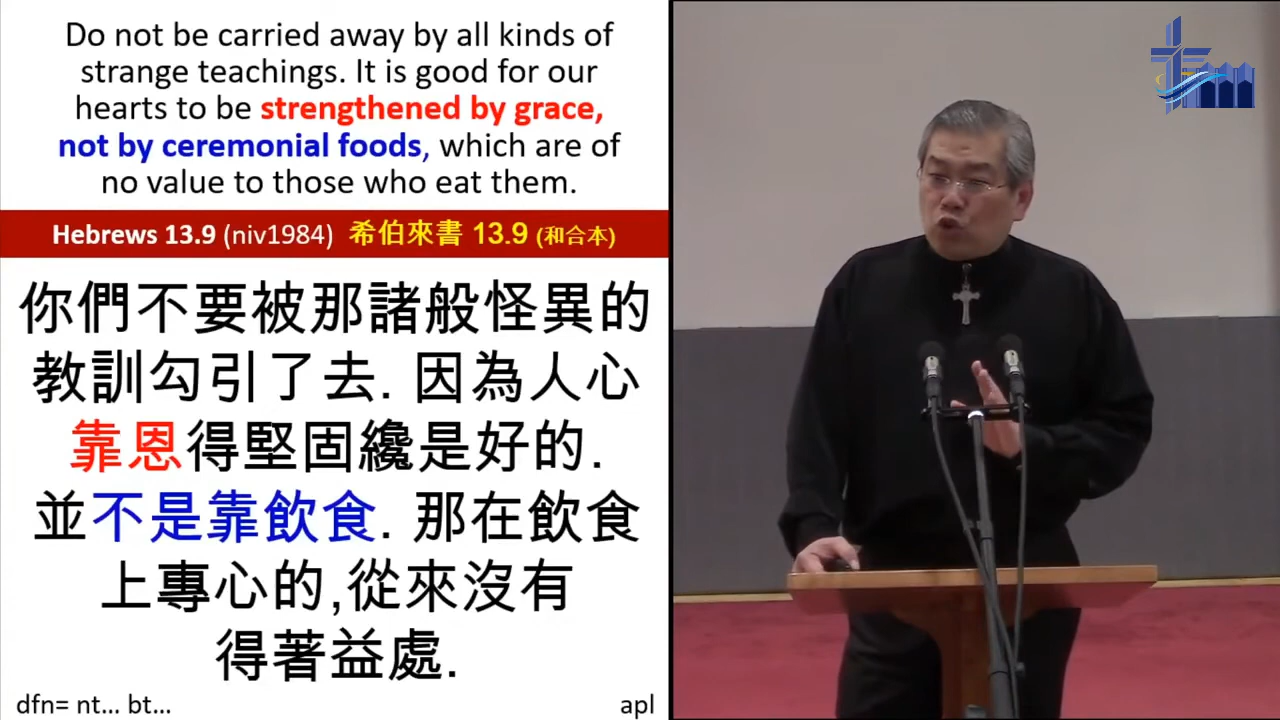 Do not be carried away by all kinds of
strange teachings. It is good for our
hearts to be strengthened by grace,
not by ceremonial foods, which are of
no value to those who eat them.
Hebrews 13.9 (niv1984) 希伯來書 13.9 (和合本)
你們不要被那諸般怪異的
教訓勾引了去. 因為人心
靠恩得堅固纔是好的.
並不是靠飲食. 那在飲食
上專心的,從來沒有
得著益處.
dfn= nt... bt... apl